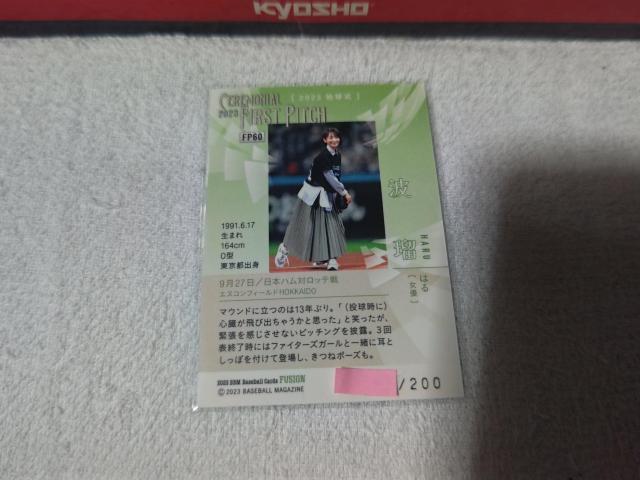 KYOSHO
CEREMONIAL
2023 FIRST PITCH
[ 2023 始球式 ]
FP60
波
瑠
HARU
はる
[女優]
1991.6.17
生まれ
164cm
O型
東京都出身
9月27日/日本ハム対ロッテ戦
エスコンフィールドHOKKAIDO
マウンドに立つのは13年ぶり。「(投球時に)
心臓が飛び出ちゃうかと思った」と笑ったが、
緊張を感じさせないピッチングを披露。3回
表終了時にはファイターズガールと一緒に耳と
しっぽを付けて登場し、きつねポーズも。
2023 BBM Baseball Cards FUSION
©2023 BASEBALL MAGAZINE
/200